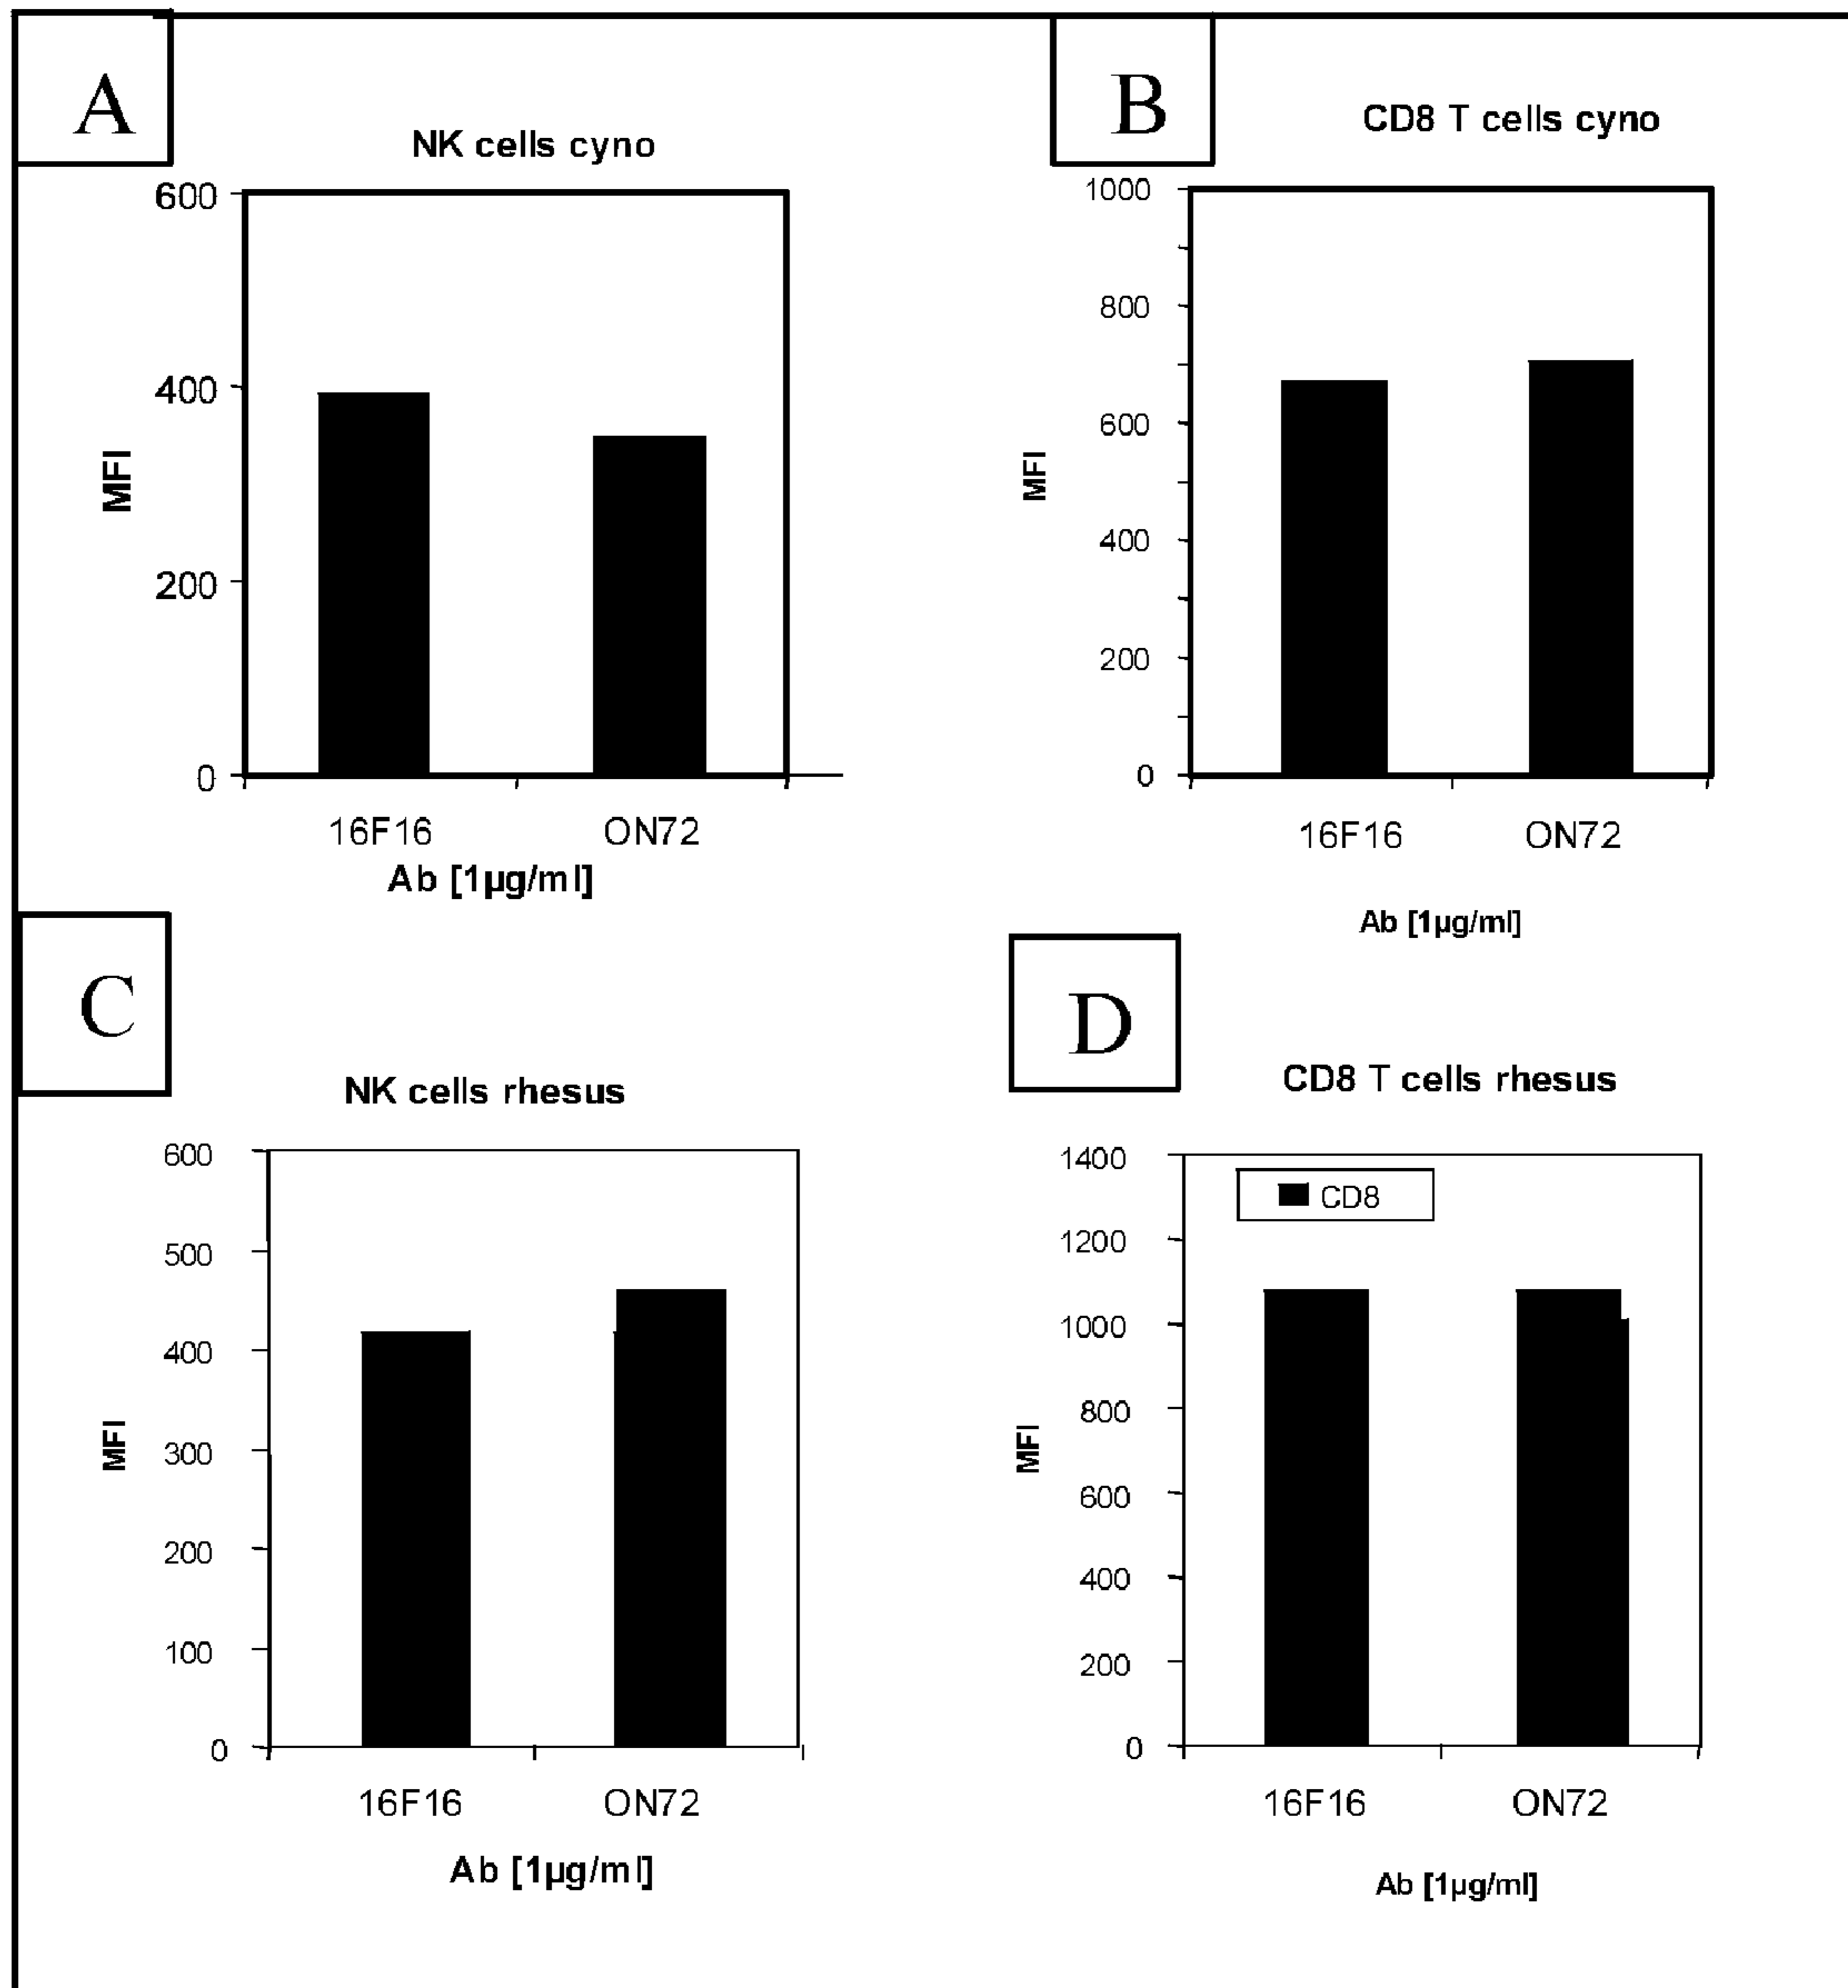 A
NK cells cyno
600
400
200
0
MFI
16F16 ON72
Ab [1µg/ml]
B
CD8 T cells cyno
1000
800
600
400
200
0
MFI
16F16 ON72
Ab [1µg/ml]
C
NK cells rhesus
600
500
400
300
200
100
0
MFI
16F16 ON72
Ab [1µg/ml]
D
CD8 T cells rhesus
1400
1200
1000
800
600
400
200
0
MFI
CD8
16F16 ON72
Ab [1µg/ml]